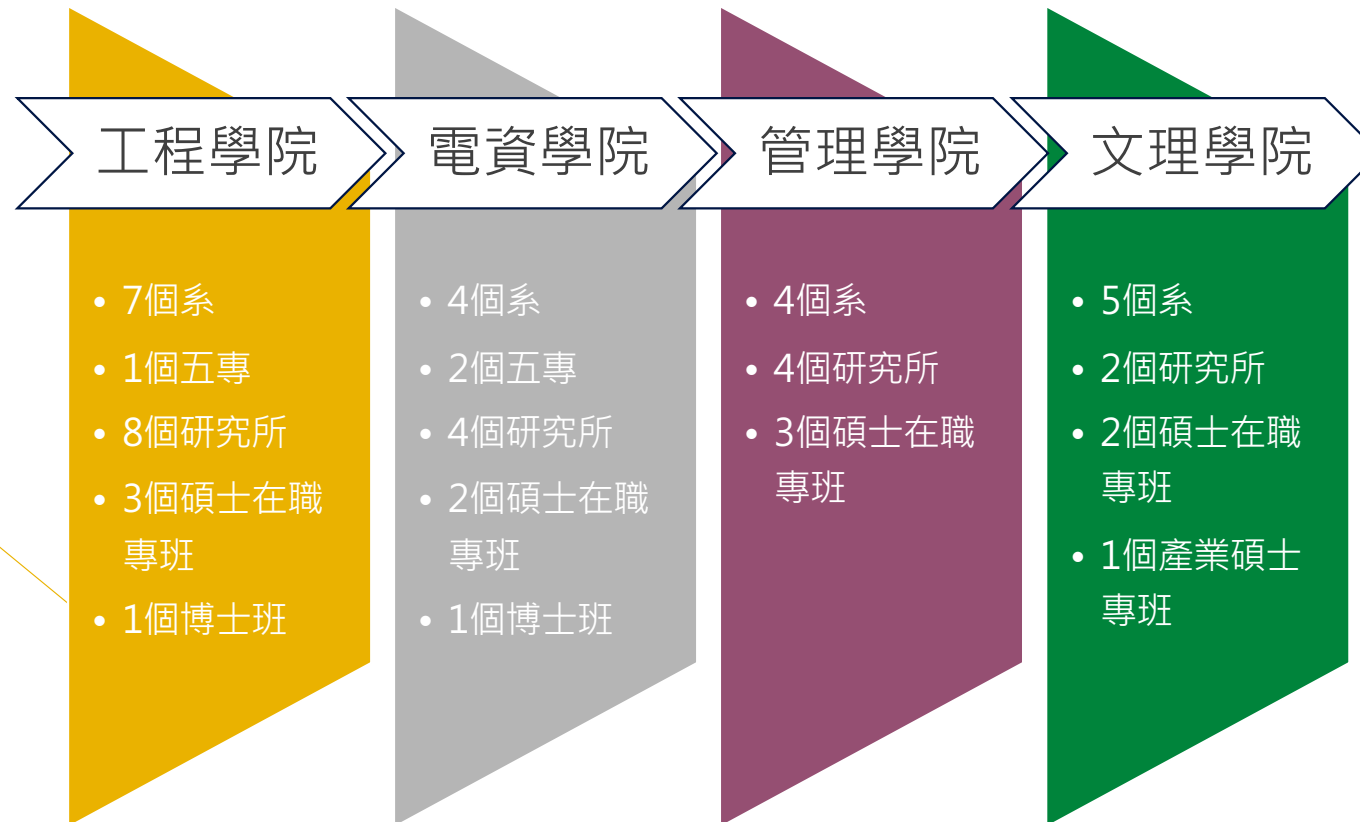 工程學院
• 7個系
• 1個五專
• 8個研究所
• 3個碩士在職
專班
• 1個博士班
電資學院
• 4個系
• 2個五專
• 4個研究所
• 2個碩士在職
專班
• 1個博士班
管理學院
• 4個系
• 4個研究所
• 3個碩士在職
專班
文理學院
• 5個系
• 2個研究所
• 2個碩士在職
專班
• 1個產業碩士
專班